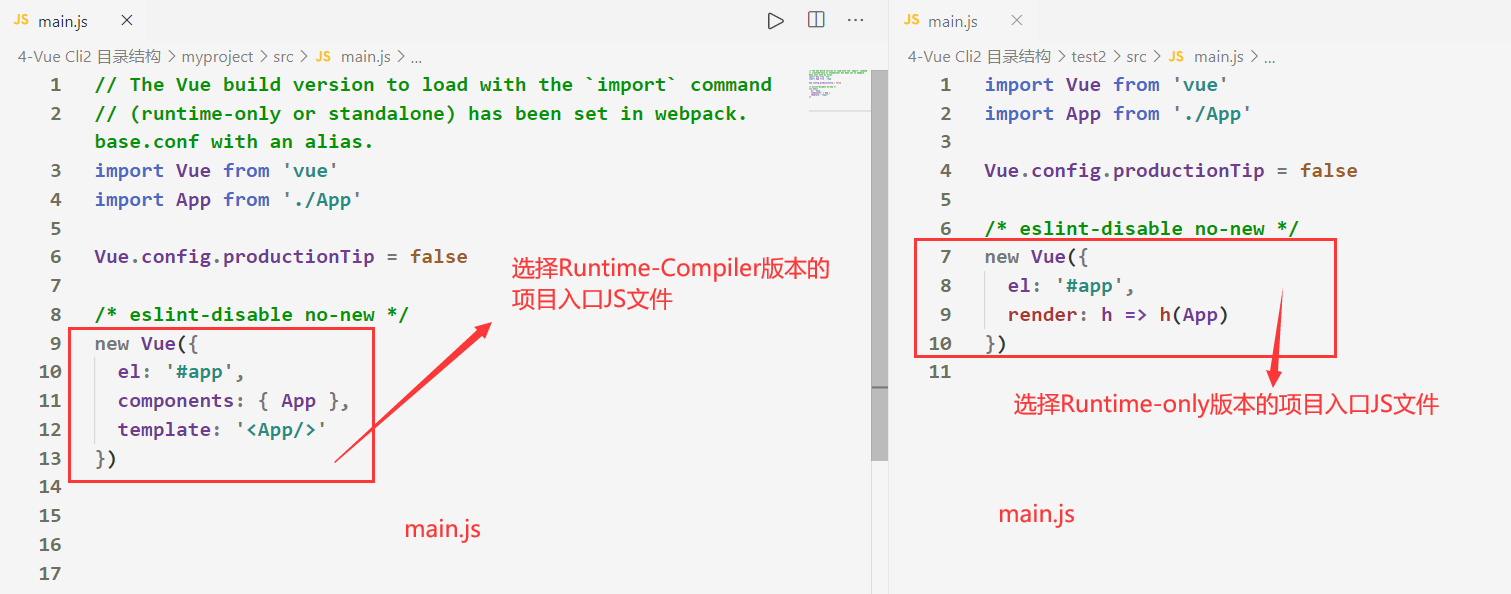 JS main.js ×
4-Vue Cli2 目录结构 > myproject > src > JS main.js > ...
1 // The Vue build version to load with the `import` command
2 // (runtime-only or standalone) has been set in webpack.
base.conf with an alias.
3 import Vue from 'vue'
4 import App from './App'
5
6 Vue.config.productionTip = false
7
8 /* eslint-disable no-new */
9 new Vue({
10 el: '#app',
11 components: { App },
12 template: '<App/>'
13 })
14
15
16
17
选择Runtime-Compiler版本的
项目入口JS文件
main.js
JS main.js ×
4-Vue Cli2 目录结构 > test2 > src > JS main.js > ...
1 import Vue from 'vue'
2 import App from './App'
3
4 Vue.config.productionTip = false
5
6 /* eslint-disable no-new */
7 new Vue({
8 el: '#app',
9 render: h => h(App)
10 })
11
选择Runtime-only版本的项目入口JS文件
main.js